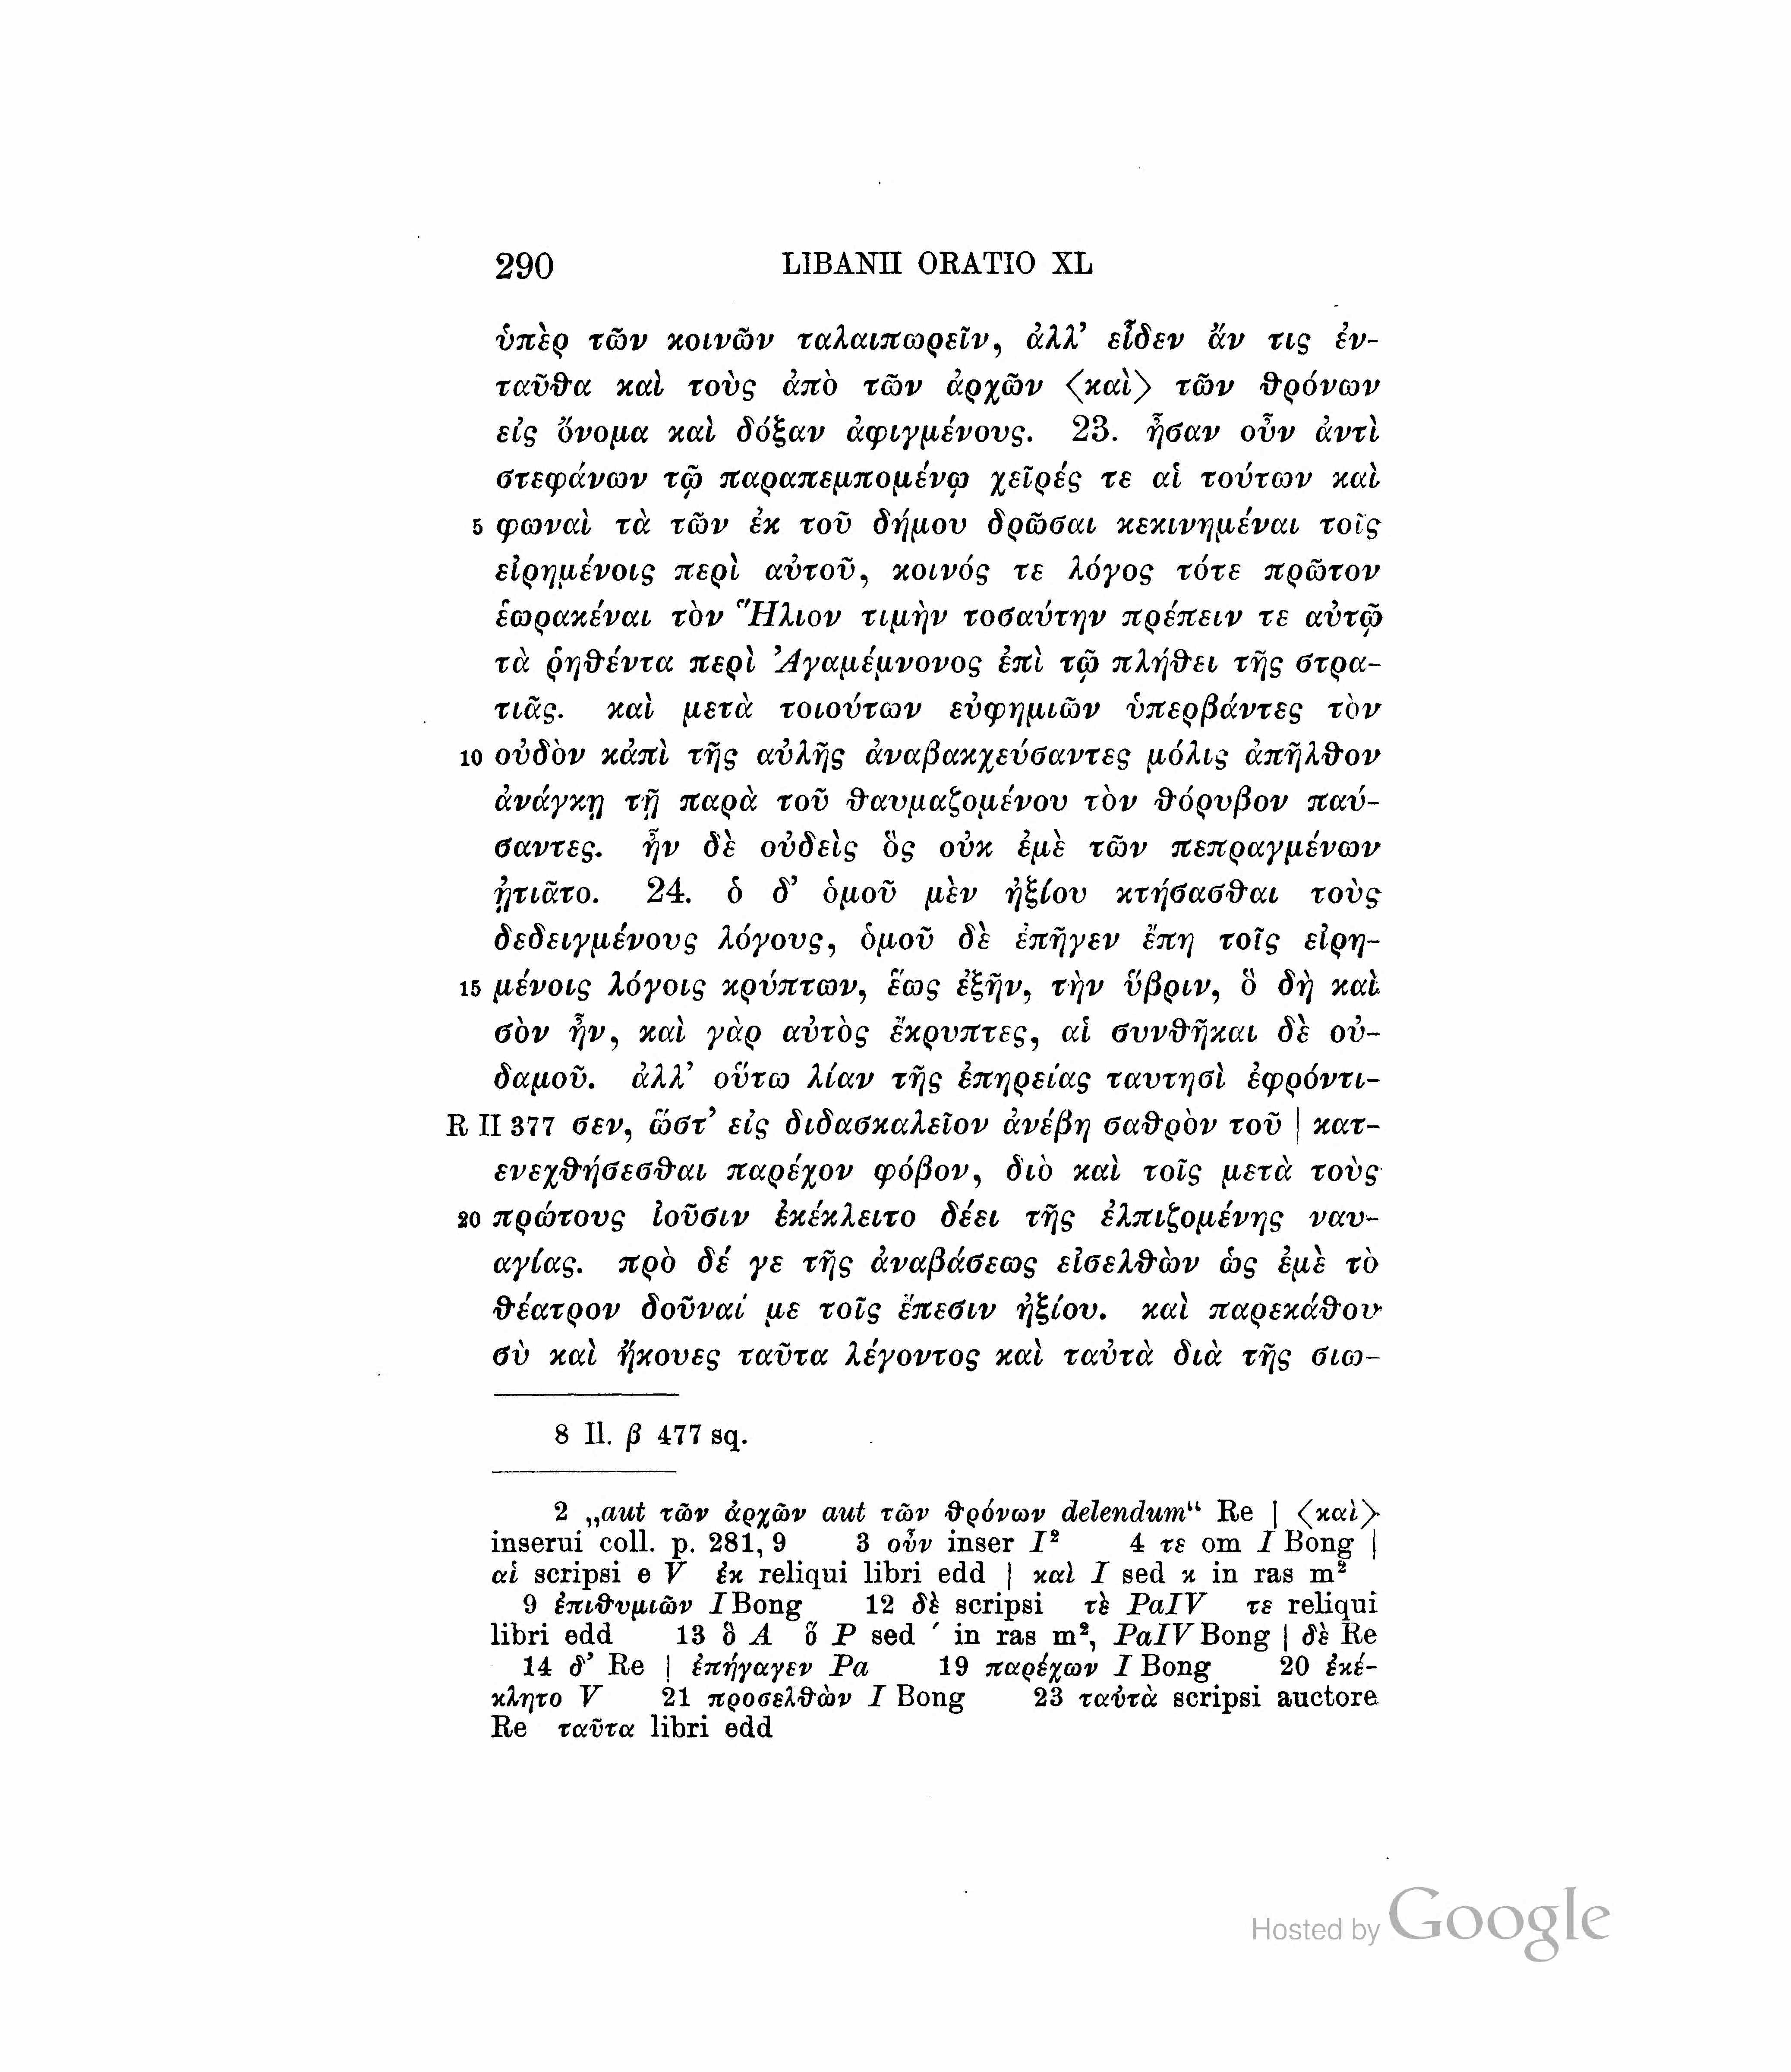 290 LIBANII ORATIO XL
ὑπὲρ τῶν κοινῶν ταλαιπωρεῖν, ἀλλ’ εἶδεν ἄν τις ἐν-
ταῦϑα καὶ τοὺς ἀπὸ τῶν ἀρχῶν ⟨καὶ⟩ τῶν ϑρόνων
εἰς ὄνομα καὶ δόξαν ἀφιγμένους. 23. ἦσαν οὖν ἀντὶ
στεφάνων τῷ παραπεμπομένῳ χεῖρές τε αἱ τούτων καὶ
5 φωναὶ τὰ τῶν ἐκ τοῦ δήμου δρῶσαι κεκινημέναι τοῖς
εἰρημένοις περὶ αὐτοῦ, κοινός τε λόγος τότε πρῶτον
ἑωρακέναι τὸν Ἥλιον τιμὴν τοσαύτην πρέπειν τε αὐτῷ
τὰ ῥηϑέντα περὶ Ἀγαμέμνονος ἐπὶ τῷ πλήϑει τῆς στρα-
τιᾶς. καὶ μετὰ τοιούτων εὐφημιῶν ὑπερβάντες τὸν
10 οὐδὸν κἀπὶ τῆς αὐλῆς ἀναβακχεύσαντες μόλις ἀπῆλϑον
ἀνάγκῃ τῇ παρὰ τοῦ ϑαυμαζομένου τὸν ϑόρυβον παύ-
σαντες. ἦν δὲ οὐδεὶς ὃς οὐκ ἐμὲ τῶν πεπραγμένων
ᾐτιᾶτο. 24. ὁ δ’ ὁμοῦ μὲν ἠξίου κτήσασϑαι τοὺς
δεδειγμένους λόγους, ὁμοῦ δὲ ἐπῆγεν ἔπη τοῖς εἰρη-
15 μένοις λόγοις κρύπτων, ἕως ἐξῆν, τὴν ὕβριν, ὃ δὴ καὶ
σὸν ἦν, καὶ γὰρ αὐτὸς ἔκρυπτες, αἱ συνϑῆκαι δὲ οὐ-
δαμοῦ. ἀλλ’ οὕτω λίαν τῆς ἐπηρείας ταυτησὶ ἐφρόντι-
R II 377 σεν, ὥστ’ εἰς διδασκαλεῖον ἀνέβη σαϑρὸν τοῦ | κατ-
ενεχϑήσεσϑαι παρέχον φόβον, διὸ καὶ τοῖς μετὰ τοὺς
20 πρώτους ἰοῦσιν ἐκέκλειτο δέει τῆς ἐλπιζομένης ναυ-
αγίας. πρὸ δέ γε τῆς ἀναβάσεως εἰσελϑὼν ὡς ἐμὲ τὸ
ϑέατρον δοῦναί με τοῖς ἔπεσιν ἠξίου. καὶ παρεκάϑου
σὺ καὶ ἤκουες ταῦτα λέγοντος καὶ ταὐτὰ διὰ τῆς σιω-
8 Il. β 477 sq.
2 „aut τῶν ἀρχῶν aut τῶν ϑρόνων delendum“ Re | ⟨καὶ⟩
inserui coll. p. 281, 9 3 οὖν inser I² 4 τε om I Bong |
αἱ scripsi e V ἐκ reliqui libri edd | καὶ I sed κ in ras m²
9 ἐπιϑυμιῶν I Bong 12 δὲ scripsi τὲ PaIV τε reliqui
libri edd 13 ὃ A ὅ P sed ′ in ras m², PaIV Bong | δὲ Re
14 δ’ Re | ἐπήγαγεν Pa 19 παρέχων I Bong 20 ἐκέ-
κλητο V 21 προσελϑὼν I Bong 23 ταὐτὰ scripsi auctore
Re ταῦτα libri edd
Hosted by Google